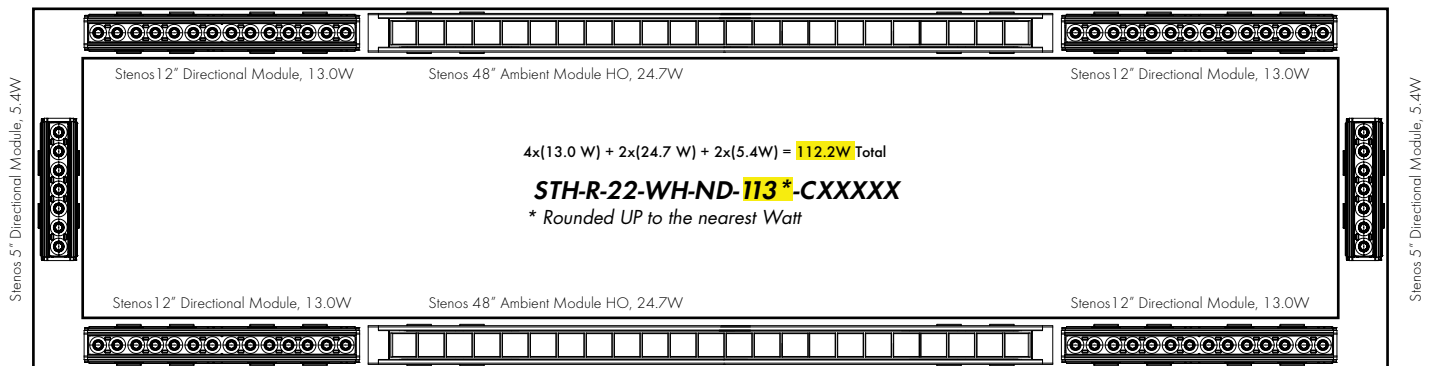 Stenos12" Directional Module, 13.0W
Stenos 48" Ambient Module HO, 24.7W
Stenos12" Directional Module, 13.0W
Stenos 5" Directional Module, 5.4W
Stenos 5" Directional Module, 5.4W
4x(13.0 W) + 2x(24.7 W) + 2x(5.4W) = 112.2W Total
STH-R-22-WH-ND-113*-CXXXXX
* Rounded UP to the nearest Watt
Stenos12" Directional Module, 13.0W
Stenos 48" Ambient Module HO, 24.7W
Stenos12" Directional Module, 13.0W